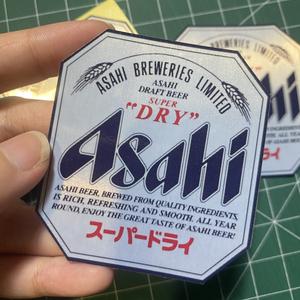 ASAHI BREWERIES LIMITED
ASAHI
DRAFT BEER
SUPER
"DRY"
Asahi
ASAHI BEER, BREWED FROM QUALITY INGREDIENTS,
IS RICH, REFRESHING AND SMOOTH. ALL YEAR
ROUND, ENJOY THE GREAT TASTE OF ASAHI BEER!
スーパードライ